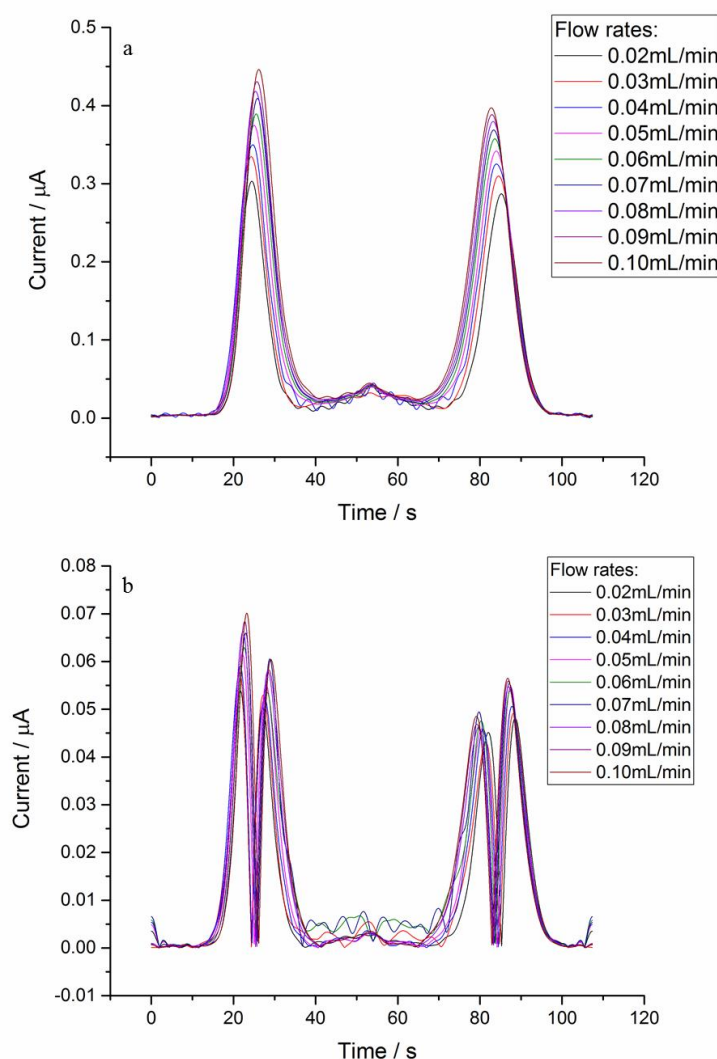 a
Flow rates:
0.02mL/min
0.03mL/min
0.04mL/min
0.05mL/min
0.06mL/min
0.07mL/min
0.08mL/min
0.09mL/min
0.10mL/min
0.5
0.4
0.3
0.2
0.1
0.0
Current / μA
0 20 40 60 80 100 120
Time / s
b
Flow rates:
0.02mL/min
0.03mL/min
0.04mL/min
0.05mL/min
0.06mL/min
0.07mL/min
0.08mL/min
0.09mL/min
0.10mL/min
0.08
0.07
0.06
0.05
0.04
0.03
0.02
0.01
0.00
-0.01
Current / μA
0 20 40 60 80 100 120
Time / s